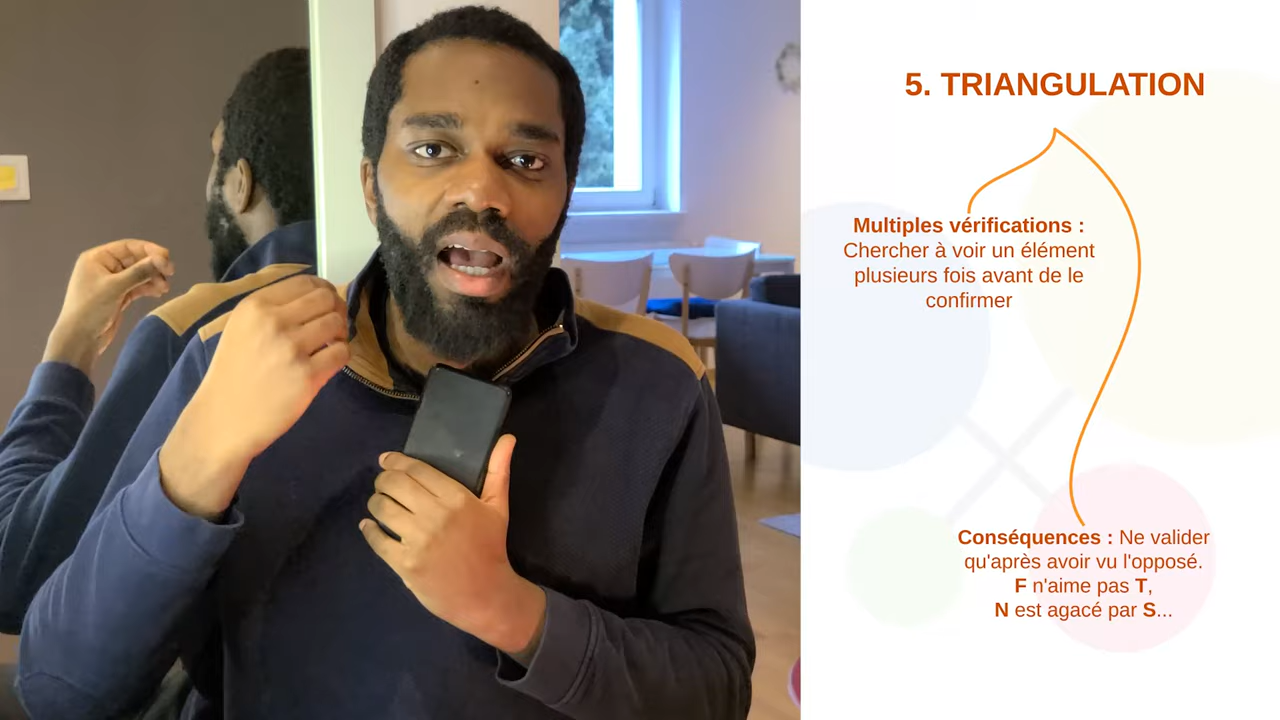 5. TRIANGULATION
Multiples vérifications :
Chercher à voir un élément
plusieurs fois avant de le
confirmer
Conséquences : Ne valider
qu'après avoir vu l'opposé.
F n'aime pas T,
N est agacé par S...